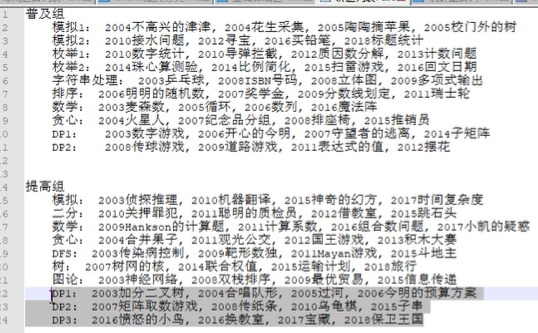 普及组
模拟1： 2004不高兴的津津, 2004花生采集, 2005陶陶摘苹果, 2005校门外的树
模拟2： 2010接水问题, 2012寻宝, 2016买铅笔, 2018标题统计
枚举1： 2010数字统计, 2010导弹拦截, 2012质因数分解, 2013计数问题
枚举2： 2014珠心算测验, 2014比例简化, 2015扫雷游戏, 2016回文日期
字符串处理： 2003乒乓球, 2008ISBN号码, 2008立体图, 2009多项式输出
排序： 2006明明的随机数, 2007奖学金, 2009分数线划定, 2011瑞士轮
数学： 2003麦森数, 2005循环, 2006数列, 2016魔法阵
贪心： 2004火星人, 2007纪念品分组, 2008排座椅, 2015推销员
DP1： 2003数字游戏, 2006开心的今明, 2007守望者的逃离, 2014子矩阵
DP2： 2008传球游戏, 2009道路游戏, 2011表达式的值, 2012摆花
提高组
模拟： 2003侦探推理, 2010机器翻译, 2015神奇的幻方, 2017时间复杂度
二分： 2010关押罪犯, 2011聪明的质检员, 2012借教室, 2015跳石头
数学： 2009Hankson的计算题, 2011计算系数, 2016组合数问题, 2017小凯的疑惑
贪心： 2004合并果子, 2011观光公交, 2012国王游戏, 2013积木大赛
DFS： 2003传染病控制, 2009靶形数独, 2011Mayan游戏, 2015斗地主
树： 2007树网的核, 2014联合权值, 2015运输计划, 2018旅行
图论： 2003神经网络, 2008双栈排序, 2009最优贸易, 2015信息传递
DP1： 2003加分二叉树, 2004合唱队形, 2005过河, 2006今明的预算方案
DP2： 2007矩阵取数游戏, 2008传纸条, 2010乌龟棋, 2015子串
DP3： 2016愤怒的小鸟, 2016换教室, 2017宝藏, 2018保卫王国